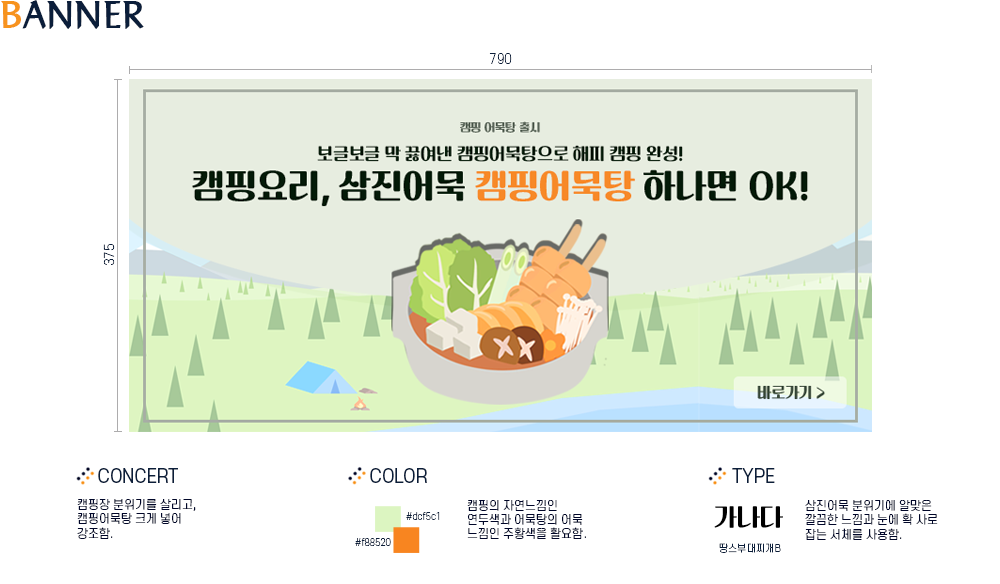 BANNER
790
375
캠핑 어묵탕 출시
보글보글 막 끓여낸 캠핑어묵탕으로 해피 캠핑 완성!
캠핑요리, 삼진어묵 캠핑어묵탕 하나면 OK!
바로가기 >
CONCERT
캠핑장 분위기를 살리고,
캠핑어묵탕 크게 넣어
강조함.
COLOR
#dcf5c1
#f88520
캠핑의 자연느낌인
연두색과 어묵탕의 어묵
느낌인 주황색을 활요함.
TYPE
가나다
땅스부대찌개B
삼진어묵 분위기에 알맞은
깔끔한 느낌과 눈에 확 사로
잡는 서체를 사용함.